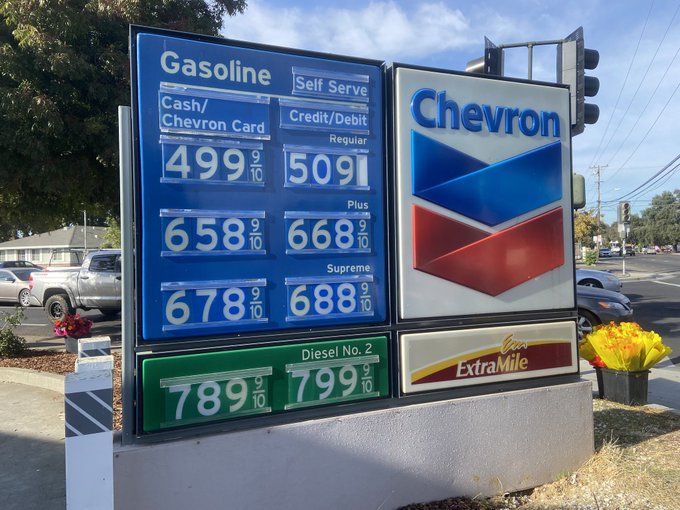 Gasoline
Self Serve
Cash/
Chevron Card
Credit/Debit
Regular
499 9/10
509
Plus
658 9/10
668 9/10
Supreme
678 9/10
688 9/10
Diesel No. 2
789 9/10
799 9/10
Chevron
ExtraMile